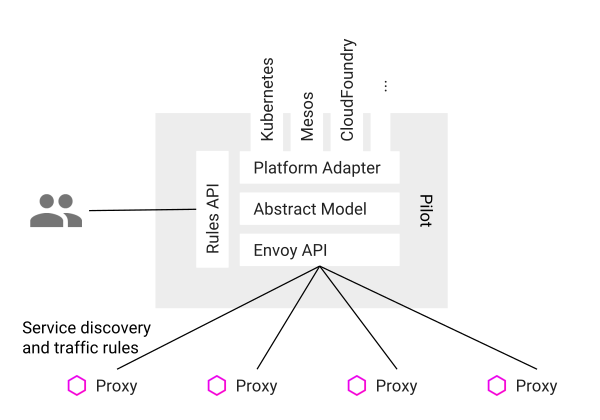 Kubernetes
Mesos
CloudFoundry
...
Platform Adapter
Rules API
Abstract Model
Pilot
Envoy API
Service discovery
and traffic rules
Proxy
Proxy
Proxy
Proxy